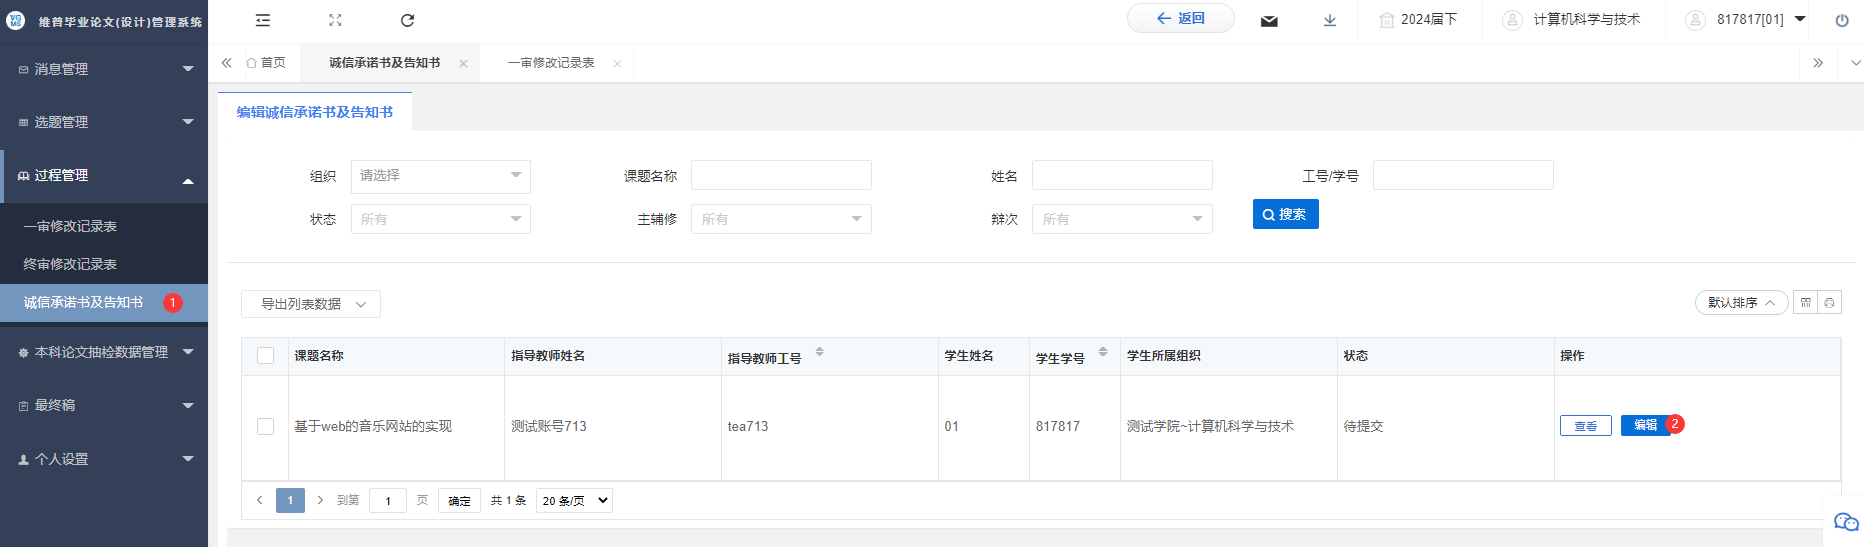 VG
MS
维普毕业论文(设计)管理系统
返回
2024届下
计算机科学与技术
817817[01]
首页
诚信承诺书及告知书
一审修改记录表
消息管理
选题管理
过程管理
一审修改记录表
终审修改记录表
诚信承诺书及告知书 1
本科论文抽检数据管理
最终稿
个人设置
编辑诚信承诺书及告知书
组织 请选择 课题名称 姓名 工号/学号
状态 所有 主辅修 所有 辩次 所有 搜索
导出列表数据 默认排序
课题名称 指导教师姓名 指导教师工号 学生姓名 学生学号 学生所属组织 状态 操作
基于web的音乐网站的实现 测试账号713 tea713 01 817817 测试学院~计算机科学与技术 待提交 查看 编辑 2
1 到第 1 页 确定 共 1 条 20 条/页